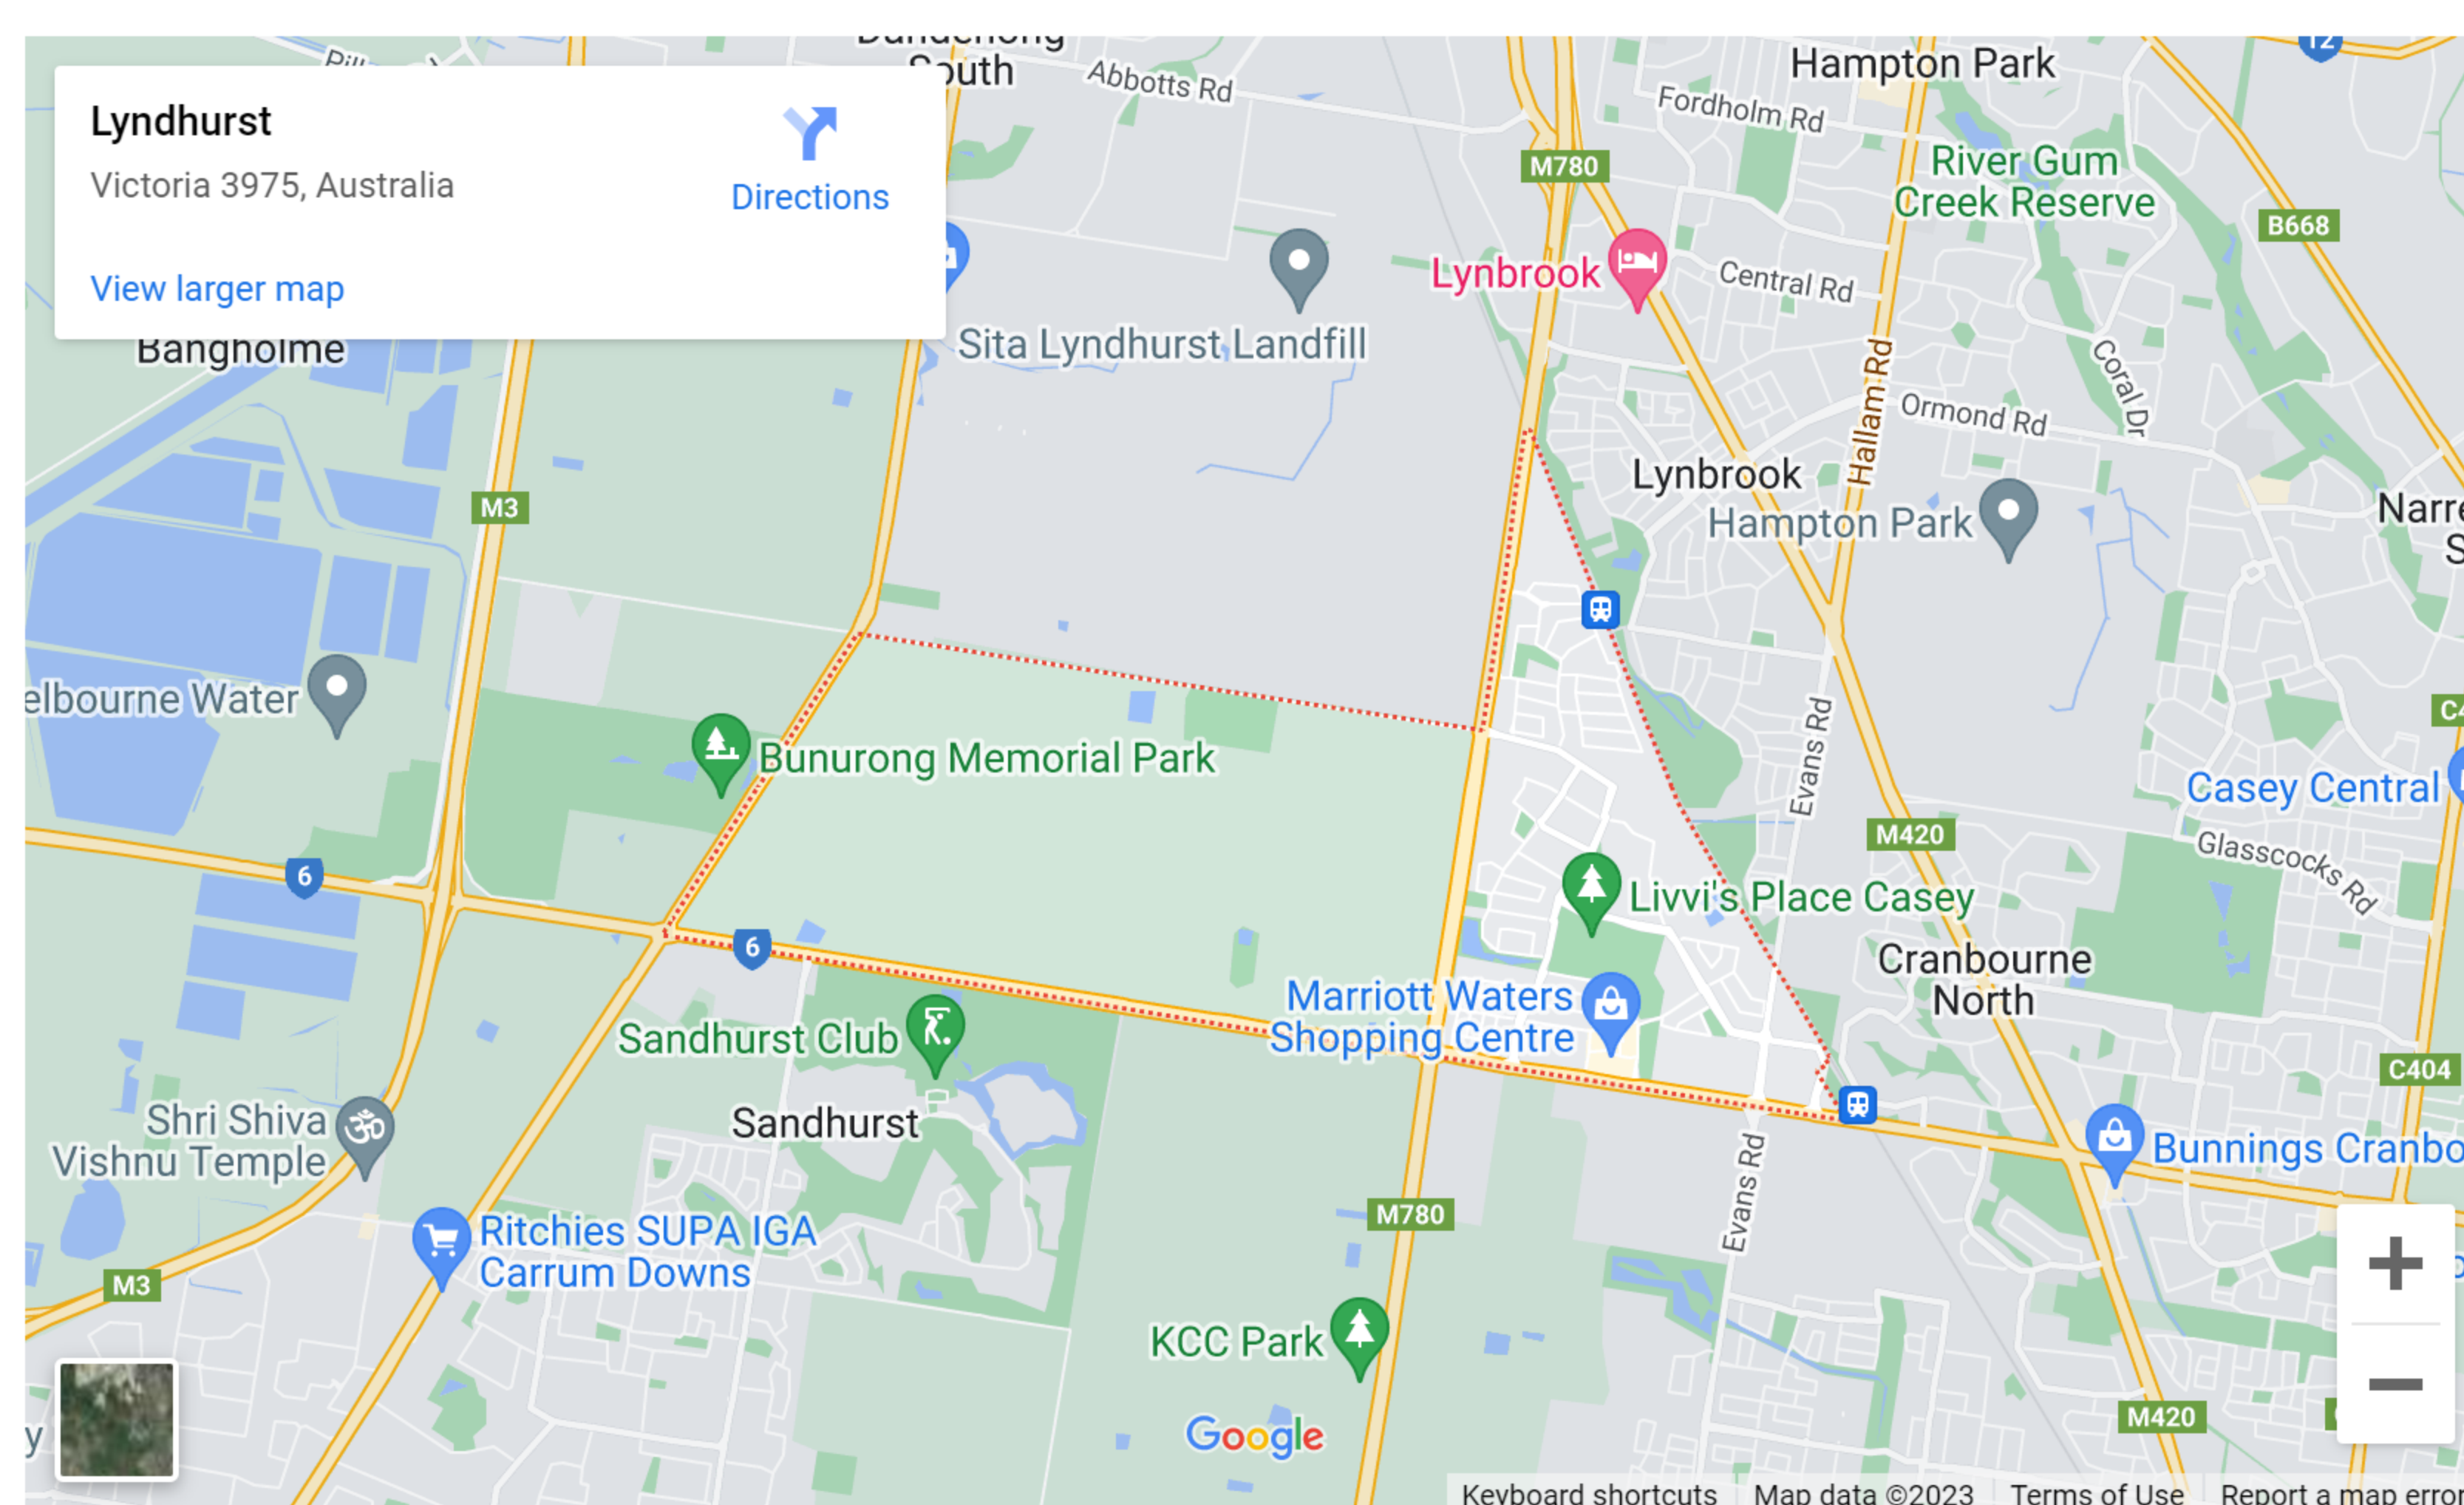 Lyndhurst
Victoria 3975, Australia
Directions
View larger map
South
Abbotts Rd
Hampton Park
12
Fordholm Rd
M780
River Gum
Creek Reserve
B668
Lynbrook
Central Rd
Bangholme
Sita Lyndhurst Landfill
Hallam Rd
Coral Dr
Ormond Rd
M3
Lynbrook
Hampton Park
elbourne Water
Bunurong Memorial Park
Evans Rd
Casey Central
M420
Glasscocks Rd
6
6
Livvi's Place Casey
Cranbourne
North
Marriott Waters
Shopping Centre
Sandhurst Club
C404
Shri Shiva
Vishnu Temple
Sandhurst
Bunnings Cranbo
Evans Rd
M780
Ritchies SUPA IGA
Carrum Downs
M3
KCC Park
M420
Google
Keyboard shortcuts
Map data ©2023
Terms of Use
Report a map error